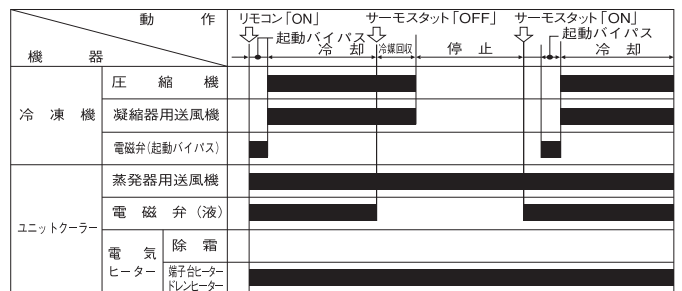 動　作
機　器
リモコン「ON」　サーモスタット「OFF」　サーモスタット「ON」
起動バイパス　起動バイパス
冷 却　冷媒回収　停 止　冷 却
冷 凍 機
圧 縮 機
凝縮器用送風機
電磁弁(起動バイパス)
ユニットクーラー
蒸発器用送風機
電 磁 弁（液）
電 気
ヒーター
除 霜
端子台ヒーター
ドレンヒーター